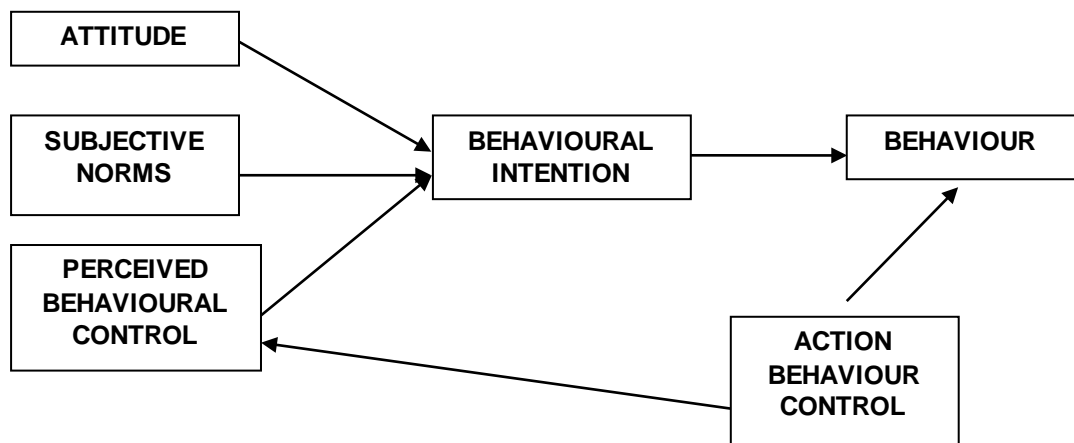 ATTITUDE
SUBJECTIVE
NORMS
PERCEIVED
BEHAVIOURAL
CONTROL
BEHAVIOURAL
INTENTION
BEHAVIOUR
ACTION
BEHAVIOUR
CONTROL